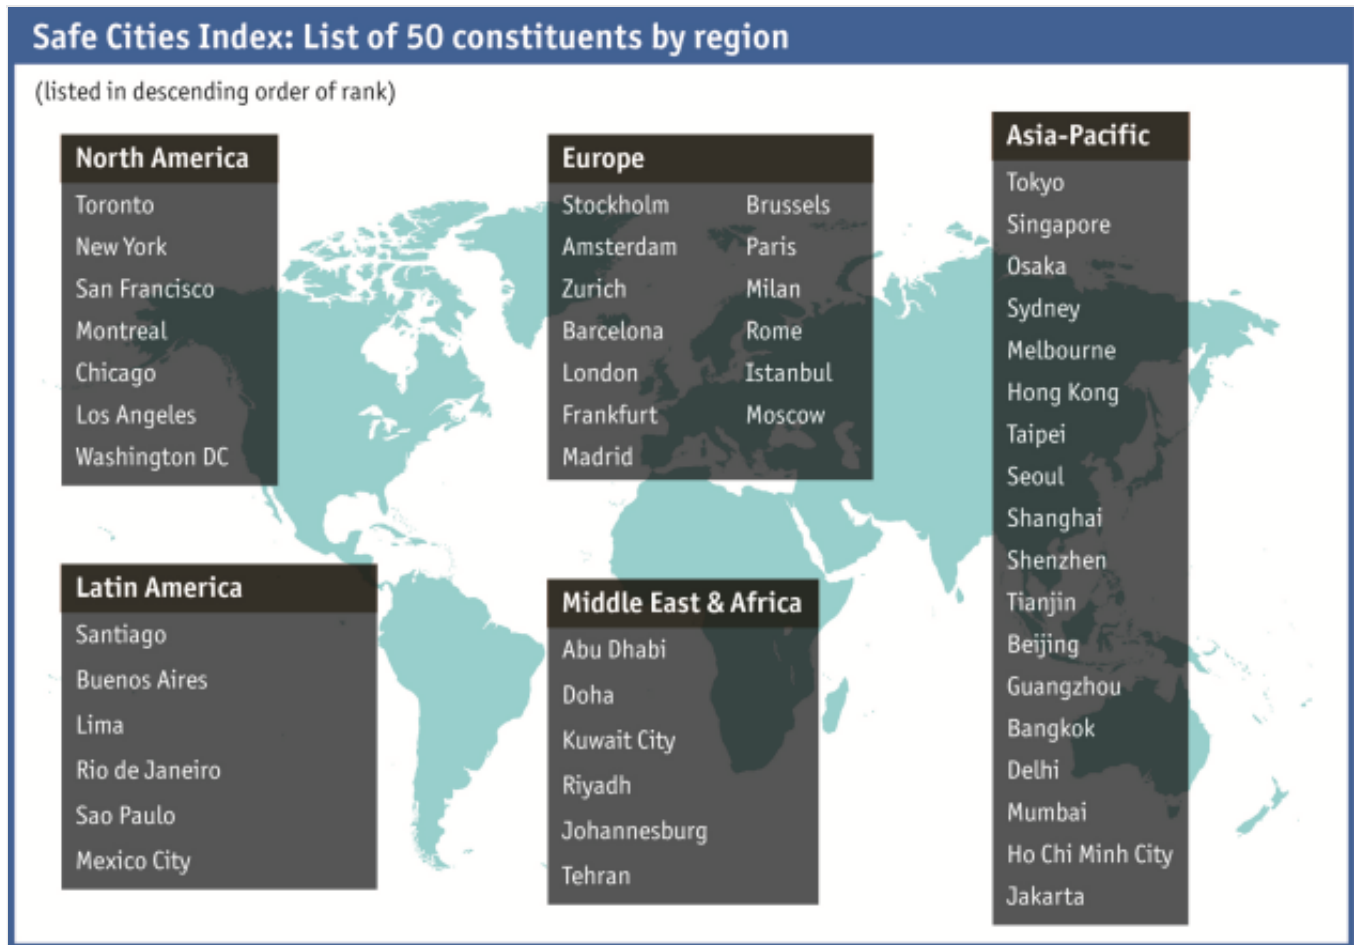 Safe Cities Index: List of 50 constituents by region
(listed in descending order of rank)
North America
Toronto
New York
San Francisco
Montreal
Chicago
Los Angeles
Washington DC
Europe
Stockholm
Amsterdam
Zurich
Barcelona
London
Frankfurt
Madrid
Brussels
Paris
Milan
Rome
Istanbul
Moscow
Asia-Pacific
Tokyo
Singapore
Osaka
Sydney
Melbourne
Hong Kong
Taipei
Seoul
Shanghai
Shenzhen
Tianjin
Beijing
Guangzhou
Bangkok
Delhi
Mumbai
Ho Chi Minh City
Jakarta
Latin America
Santiago
Buenos Aires
Lima
Rio de Janeiro
Sao Paulo
Mexico City
Middle East & Africa
Abu Dhabi
Doha
Kuwait City
Riyadh
Johannesburg
Tehran